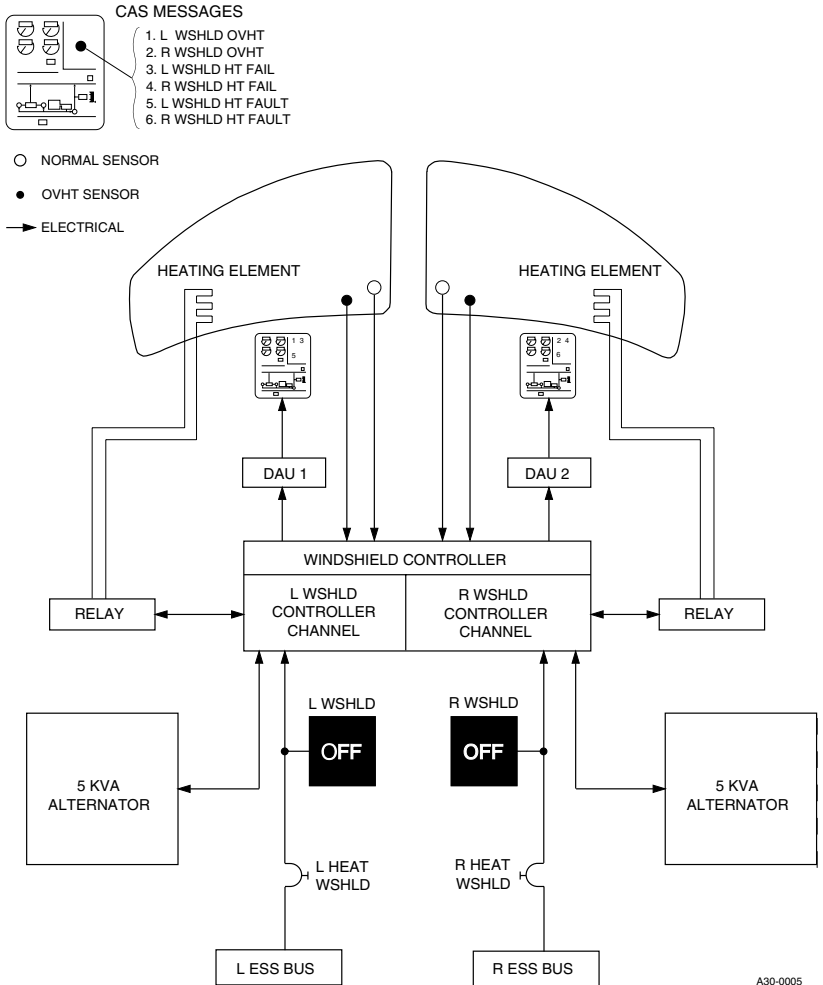 CAS MESSAGES
1. L WSHLD OVHT
2. R WSHLD OVHT
3. L WSHLD HT FAIL
4. R WSHLD HT FAIL
5. L WSHLD HT FAULT
6. R WSHLD HT FAULT
NORMAL SENSOR
OVHT SENSOR
ELECTRICAL
HEATING ELEMENT
HEATING ELEMENT
1 3
5
2 4
6
DAU 1
DAU 2
WINDSHIELD CONTROLLER
L WSHLD
CONTROLLER
CHANNEL
R WSHLD
CONTROLLER
CHANNEL
RELAY
RELAY
L WSHLD
OFF
R WSHLD
OFF
5 KVA
ALTERNATOR
5 KVA
ALTERNATOR
L HEAT
WSHLD
R HEAT
WSHLD
L ESS BUS
R ESS BUS
A30-0005